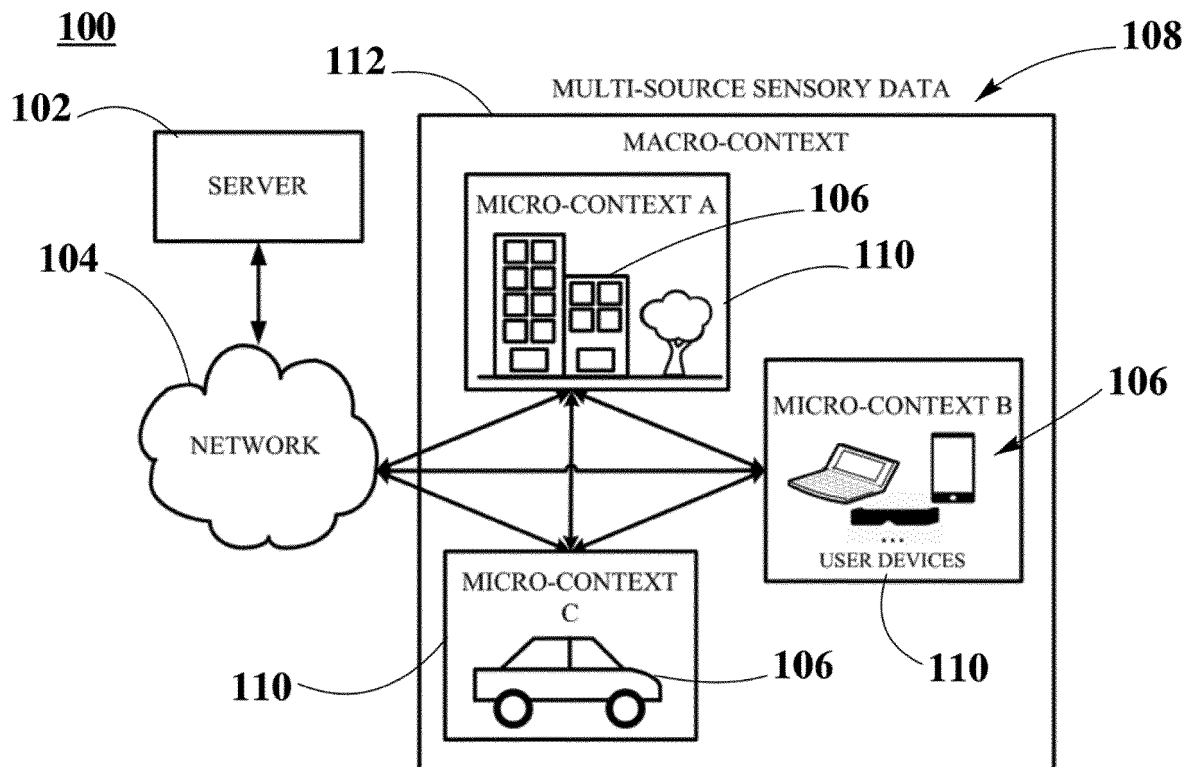 100
108
112
MULTI-SOURCE SENSORY DATA
102
MACRO-CONTEXT
SERVER
MICRO-CONTEXT A
106
104
110
NETWORK
MICRO-CONTEXT B
106
...
USER DEVICES
MICRO-CONTEXT
C
110
106
110